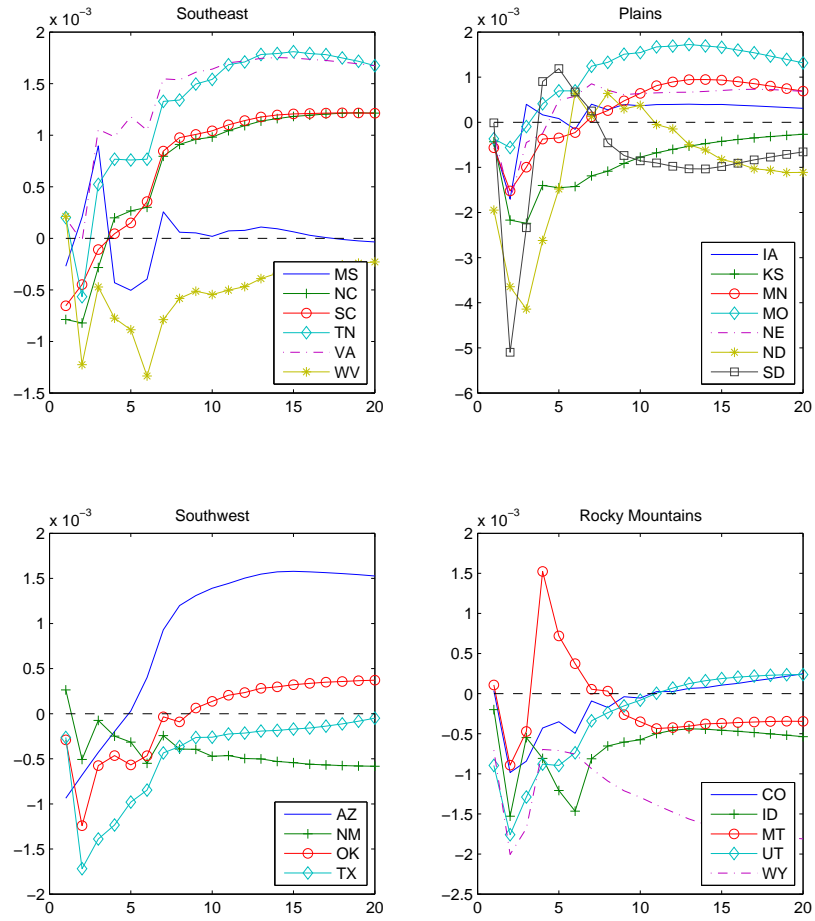 Southeast
x 10−3
2
1.5
1
0.5
0
−0.5
−1
−1.5
0 5 10 15 20
MS
NC
SC
TN
VA
WV
Plains
x 10−3
2
1
0
−1
−2
−3
−4
−5
−6
0 5 10 15 20
IA
KS
MN
MO
NE
ND
SD
Southwest
x 10−3
2
1.5
1
0.5
0
−0.5
−1
−1.5
−2
0 5 10 15 20
AZ
NM
OK
TX
Rocky Mountains
x 10−3
2
1.5
1
0.5
0
−0.5
−1
−1.5
−2
−2.5
0 5 10 15 20
CO
ID
MT
UT
WY